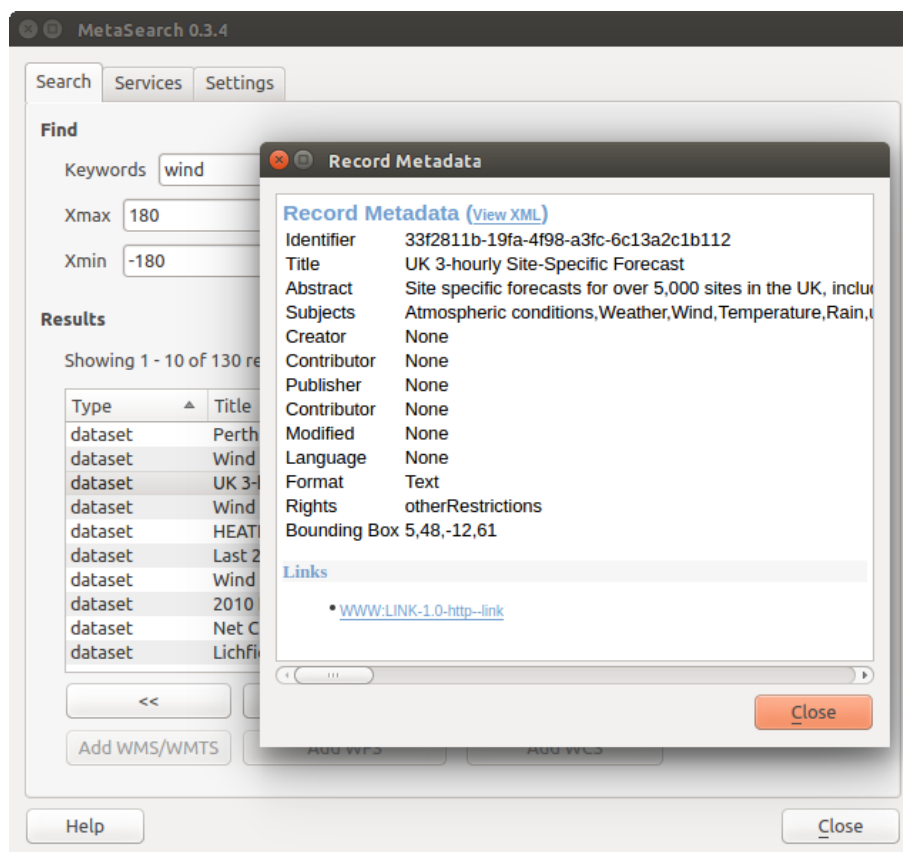 MetaSearch 0.3.4
Search Services Settings
Find
Keywords wind
Xmax 180
Xmin -180
Results
Showing 1 - 10 of 130 re
Type Title
dataset Perth
dataset Wind
dataset UK 3-
dataset Wind
dataset HEAT
dataset Last 2
dataset Wind
dataset 2010
dataset Net C
dataset Lichfi
<<
Add WMS/WMTS Add WFS Add WCS
Help Close
Record Metadata
Record Metadata (View XML)
Identifier 33f2811b-19fa-4f98-a3fc-6c13a2c1b112
Title UK 3-hourly Site-Specific Forecast
Abstract Site specific forecasts for over 5,000 sites in the UK, inclu
Subjects Atmospheric conditions,Weather,Wind,Temperature,Rain,
Creator None
Contributor None
Publisher None
Contributor None
Modified None
Language None
Format Text
Rights otherRestrictions
Bounding Box 5,48,-12,61
Links
WWW:LINK-1.0-http--link
Close